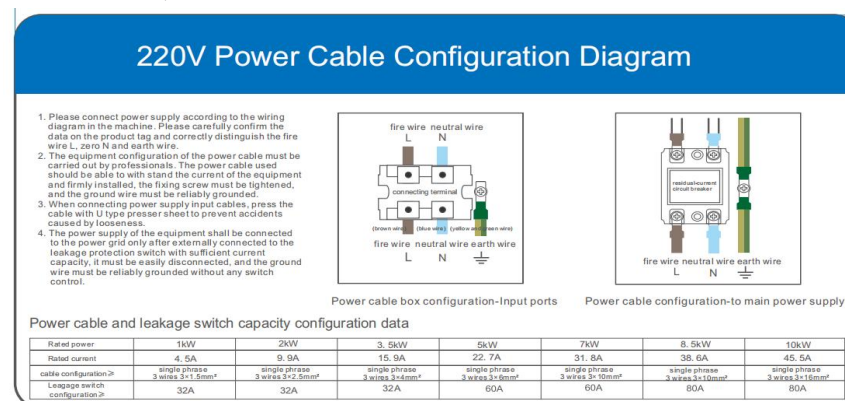 220V Power Cable Configuration Diagram
1. Please connect power supply according to the wiring
diagram in the machine. Please carefully confirm the
data on the product tag and correctly distinguish the fire
wire L, zero N and earth wire.
2. The equipment configuration of the power cable must be
carried out by professionals. The power cable used
should be able to with stand the current of the equipment
and firmly installed, the fixing screw must be tightened,
and the ground wire must be reliably grounded.
3. When connecting power supply input cables, press the
cable with U type presser sheet to prevent accidents
caused by looseness.
4. The power supply of the equipment shall be connected
to the power grid only after externally connected to the
leakage protection switch with sufficient current
capacity, it must be easily disconnected, and the ground
wire must be reliably grounded without any switch
control.
fire wire neutral wire
L N
connecting terminal
(brown wire) (blue wire) (yellow and green wire)
fire wire neutral wire earth wire
L N
Power cable box configuration-Input ports
residual-current
circuit breaker
fire wire neutral wire earth wire
L N
Power cable configuration-to main power supply
Power cable and leakage switch capacity configuration data
Rated power 1kW 2kW 3. 5kW 5kW 7kW 8. 5kW 10kW
Rated current 4. 5A 9. 9A 15. 9A 22. 7A 31. 8A 38. 6A 45. 5A
cable configuration≥ single phrase 3 wires 3×1.5mm² single phrase 3 wires 3×2.5mm² single phrase 3 wires 3×4mm² single phrase 3 wires 3×6mm² single phrase 3 wires 3×10mm² single phrase 3 wires 3×10mm² single phrase 3 wires 3×16mm²
Leagage switch configuration≥ 32A 32A 32A 60A 60A 80A 80A